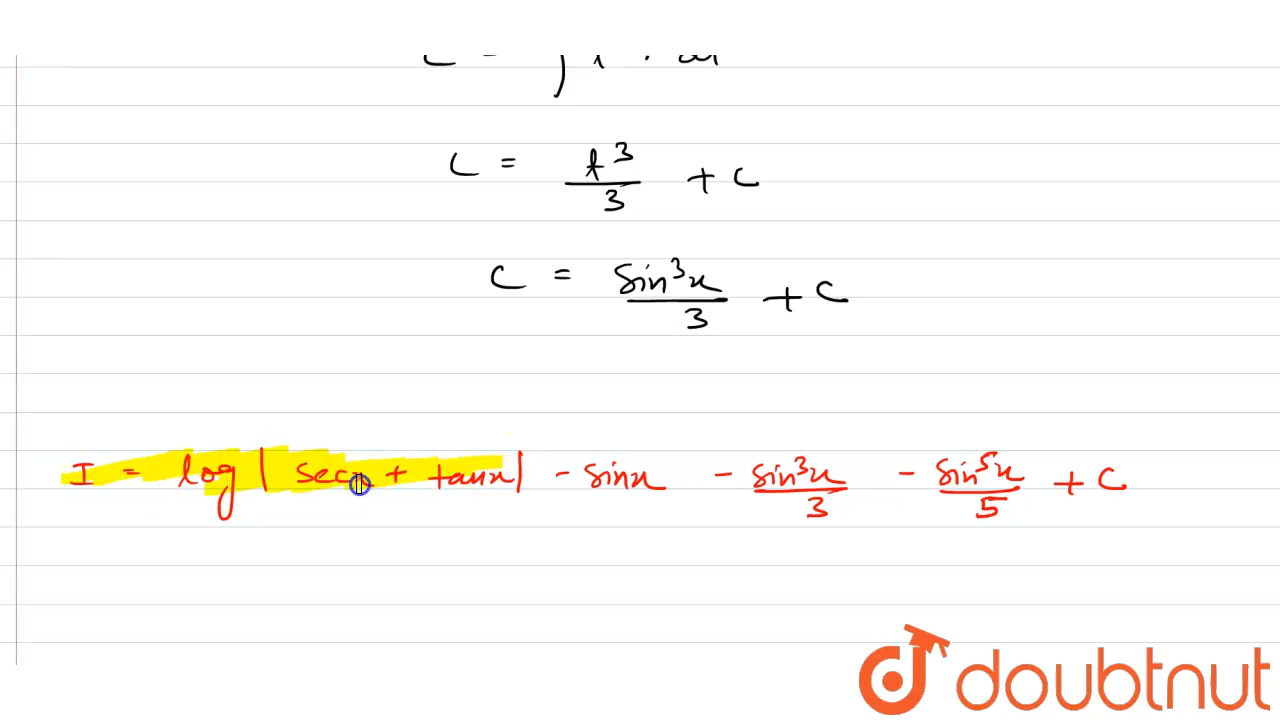 C = t³/3 + C
C = sin³x/3 + C
I = log | secx + tanx| - sinx - sin³x/3 - sin⁵x/5 + C
doubtnut